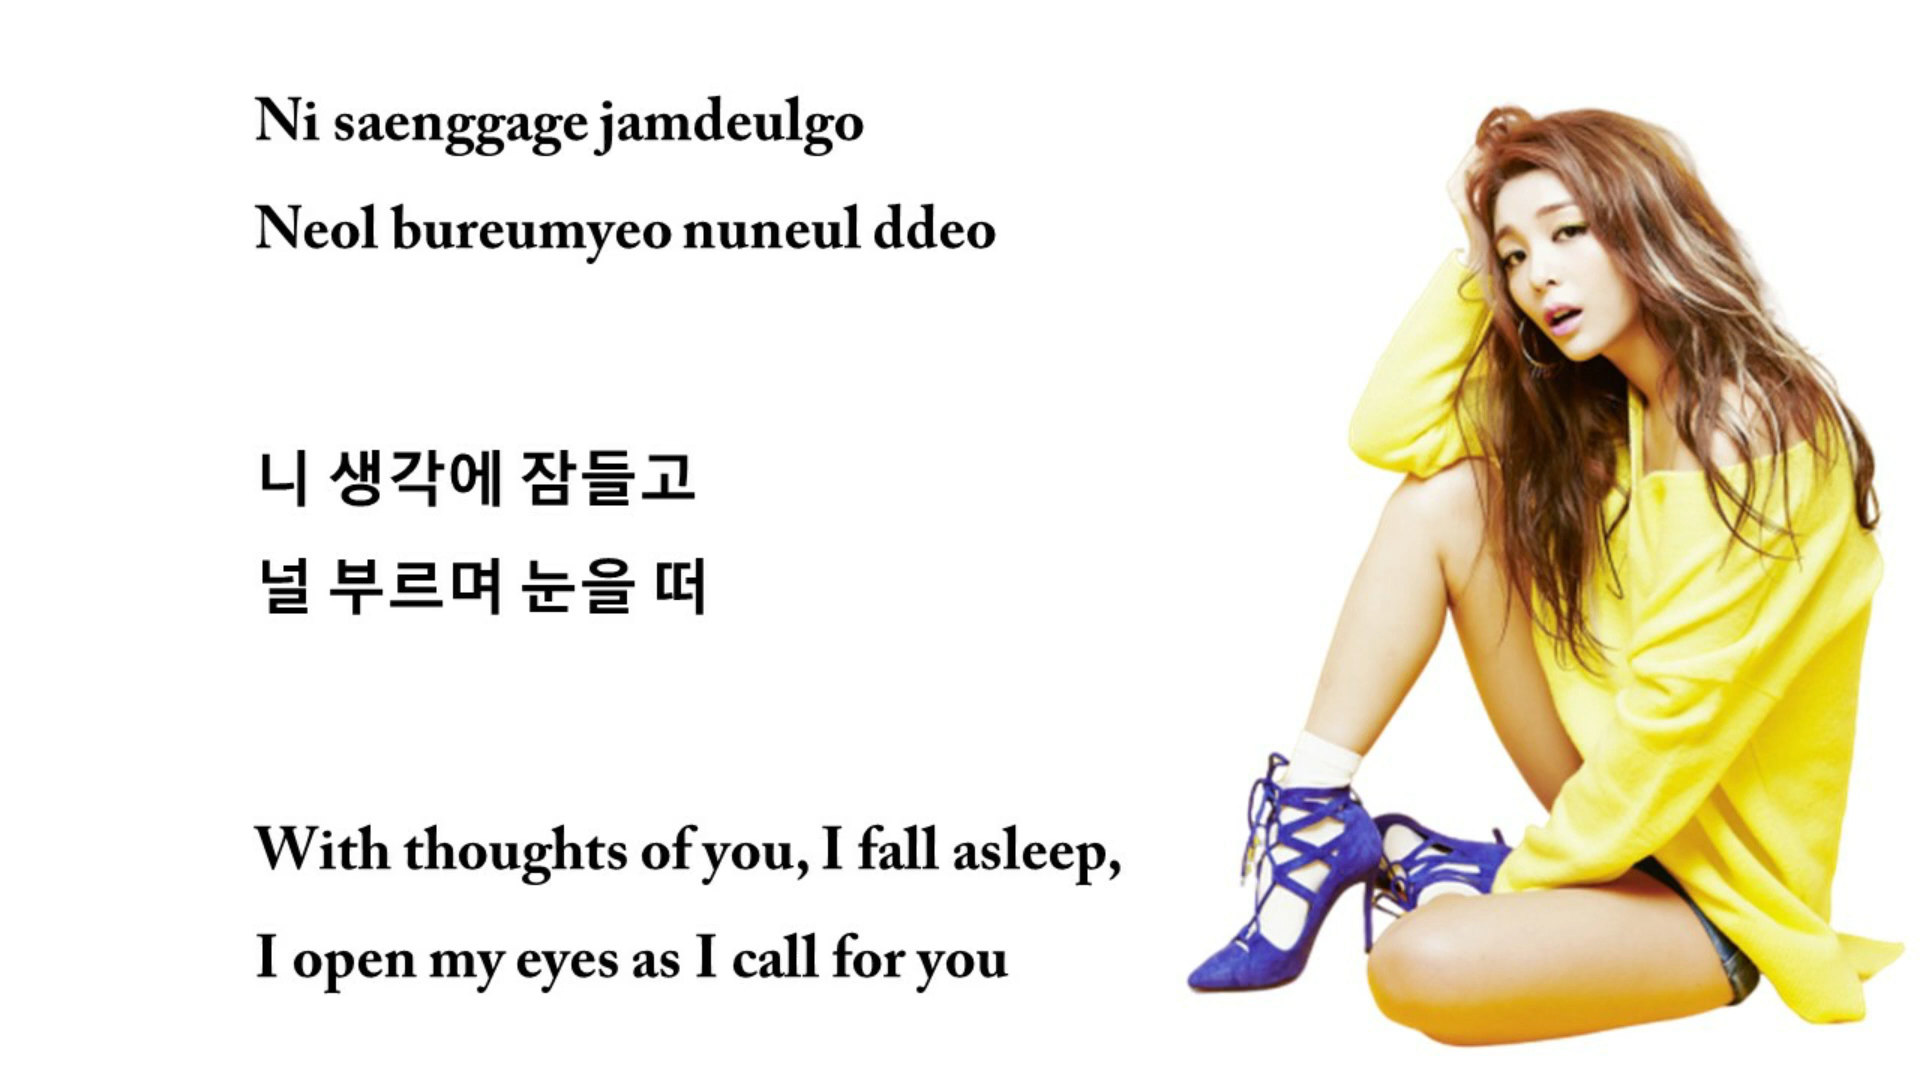 Ni saenggage jamdeulgo
Neol bureumyeo nuneul ddeo
니 생각에 잠들고
널 부르며 눈을 떠
With thoughts of you, I fall asleep,
I open my eyes as I call for you